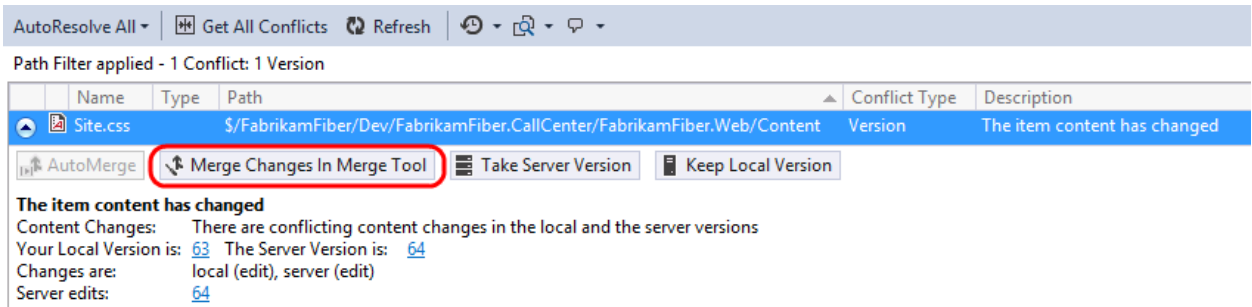 AutoResolve All Get All Conflicts Refresh
Path Filter applied - 1 Conflict: 1 Version
Name Type Path Conflict Type Description
Site.css $/FabrikamFiber/Dev/FabrikamFiber.CallCenter/FabrikamFiber.Web/Content Version The item content has changed
AutoMerge Merge Changes In Merge Tool Take Server Version Keep Local Version
The item content has changed
Content Changes: There are conflicting content changes in the local and the server versions
Your Local Version is: 63 The Server Version is: 64
Changes are: local (edit), server (edit)
Server edits: 64